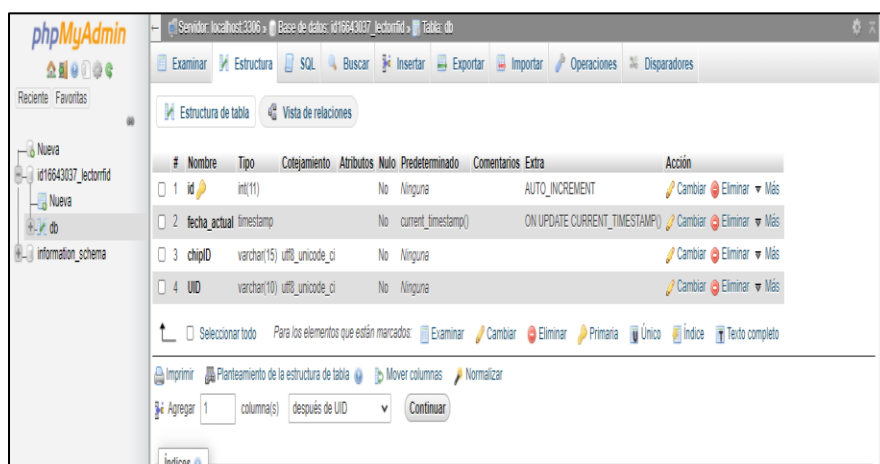 phpMyAdmin
Reciente Favoritas
Nueva
id16643037_lectorrfid
Nueva
db
information_schema
Servidor: localhost:3306 » Base de datos: id16643037_lectorrfid » Tabla: db
Examinar Estructura SQL Buscar Insertar Exportar Importar Operaciones Disparadores
Estructura de tabla Vista de relaciones
# Nombre Tipo Cotejamiento Atributos Nulo Predeterminado Comentarios Extra Acción
1 id int(11) No Ninguna AUTO_INCREMENT Cambiar Eliminar Más
2 fecha_actual timestamp No current_timestamp() ON UPDATE CURRENT_TIMESTAMP() Cambiar Eliminar Más
3 chipID varchar(15) utf8_unicode_ci No Ninguna Cambiar Eliminar Más
4 UID varchar(10) utf8_unicode_ci No Ninguna Cambiar Eliminar Más
Seleccionar todo Para los elementos que están marcados: Examinar Cambiar Eliminar Primaria Único Índice Texto completo
Imprimir Planteamiento de la estructura de tabla Mover columnas Normalizar
Agregar 1 columna(s) después de UID Continuar
Índices